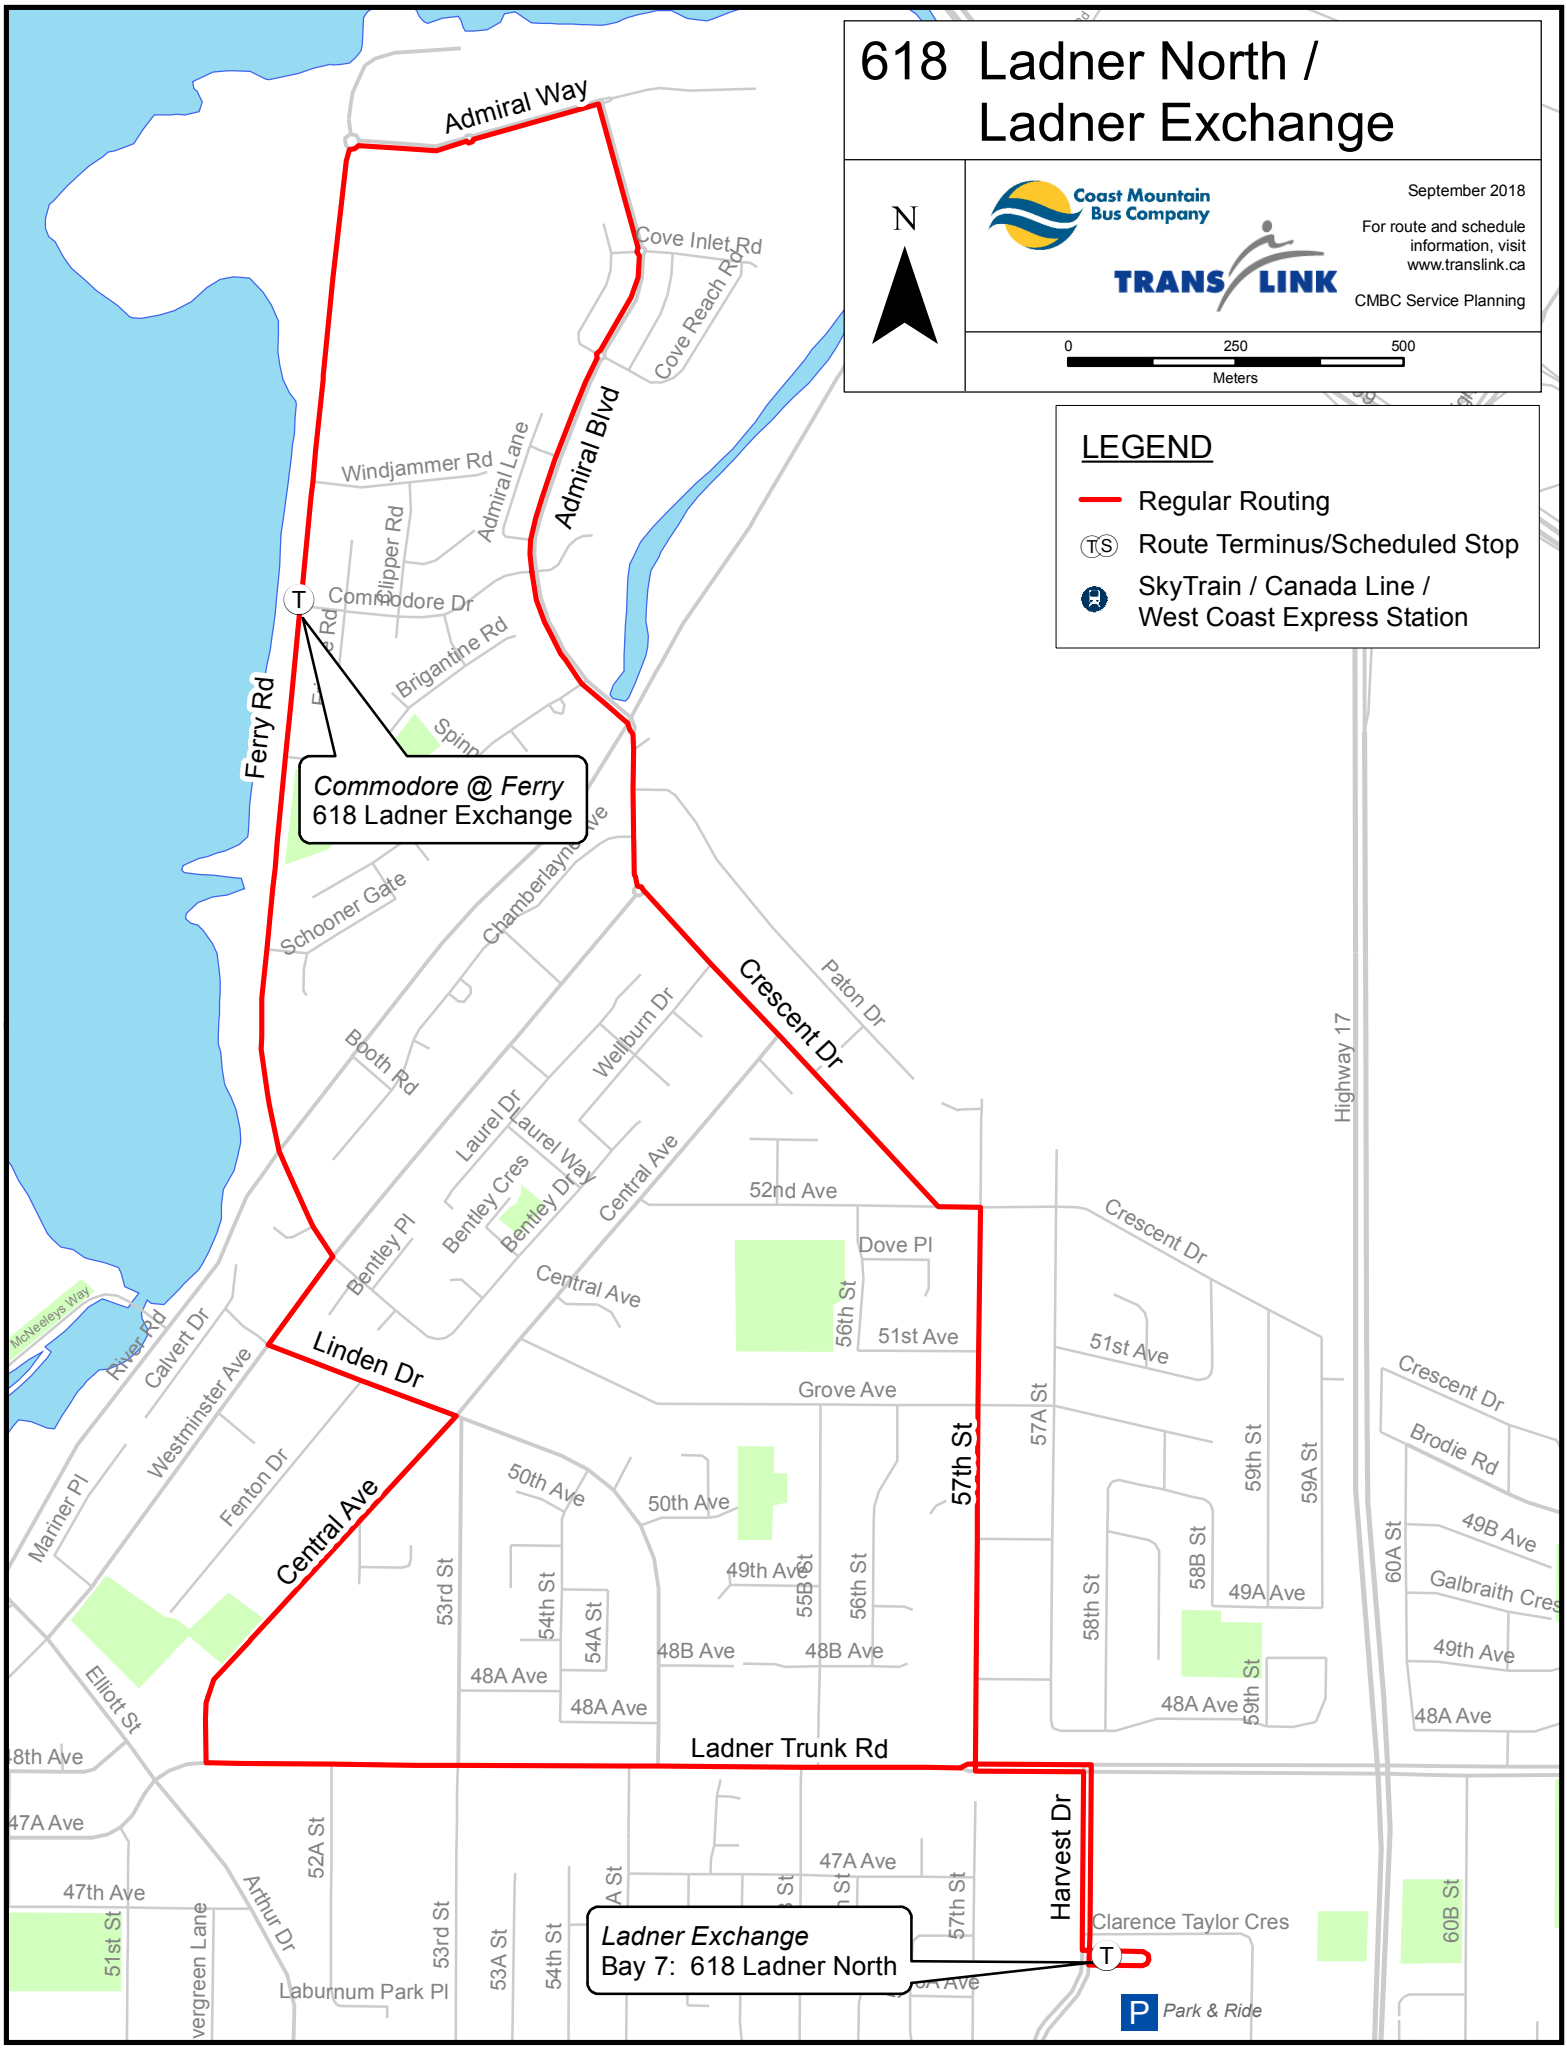 618 Ladner North /
Ladner Exchange
N
Coast Mountain
Bus Company
TRANS LINK
September 2018
For route and schedule
information, visit
www.translink.ca
CMBC Service Planning
0 250 500
Meters
LEGEND
Regular Routing
TS Route Terminus/Scheduled Stop
SkyTrain / Canada Line /
West Coast Express Station
Admiral Way
Cove Inlet Rd
Cove Reach Rd
Admiral Blvd
Windjammer Rd
Admiral Lane
Clipper Rd
T
Commodore Dr
Brigantine Rd
Ferry Rd
Commodore @ Ferry
618 Ladner Exchange
Chamberlayne Ave
Schooner Gate
Crescent Dr
Paton Dr
Wellburn Dr
Booth Rd
Highway 17
Laurel Dr
Laurel Way
Central Ave
Bentley Cres
Bentley Dr
Bentley Pl
52nd Ave
Crescent Dr
Dove Pl
Central Ave
56th St
51st Ave
51st Ave
McNeeleys Way
River Rd
Calvert Dr
Linden Dr
Westminster Ave
Grove Ave
57A St
Crescent Dr
Brodie Rd
57th St
59th St
59A St
Fenton Dr
Mariner Pl
Central Ave
50th Ave
50th Ave
49B Ave
60A St
49th Ave
55B St
56th St
58B St
49A Ave
Galbraith Cres
53rd St
54th St
54A St
58th St
48B Ave
48B Ave
49th Ave
48A Ave
48A Ave
48A Ave
59th St
48A Ave
Elliott St
Ladner Trunk Rd
8th Ave
47A Ave
52A St
Harvest Dr
47A Ave
47th Ave
51st St
Arthur Dr
53rd St
53A St
54th St
A St
57th St
60B St
Clarence Taylor Cres
Ladner Exchange
Bay 7: 618 Ladner North
T
Laburnum Park Pl
vergreen Lane
P Park & Ride